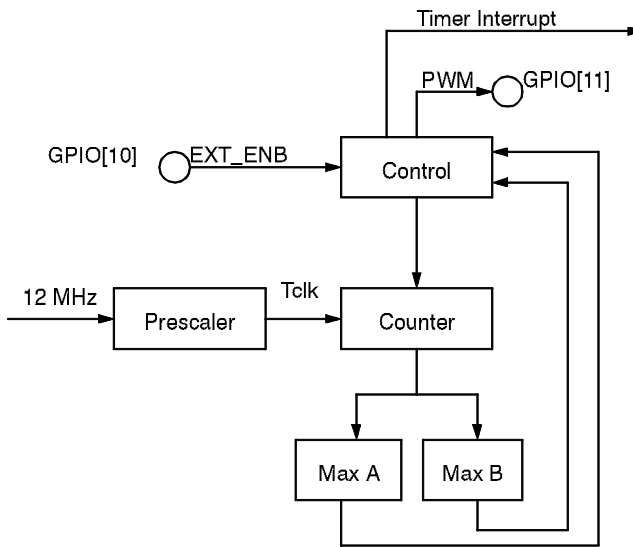 Timer Interrupt
PWM
GPIO[11]
GPIO[10]
EXT_ENB
Control
12 MHz
Tclk
Prescaler
Counter
Max A
Max B